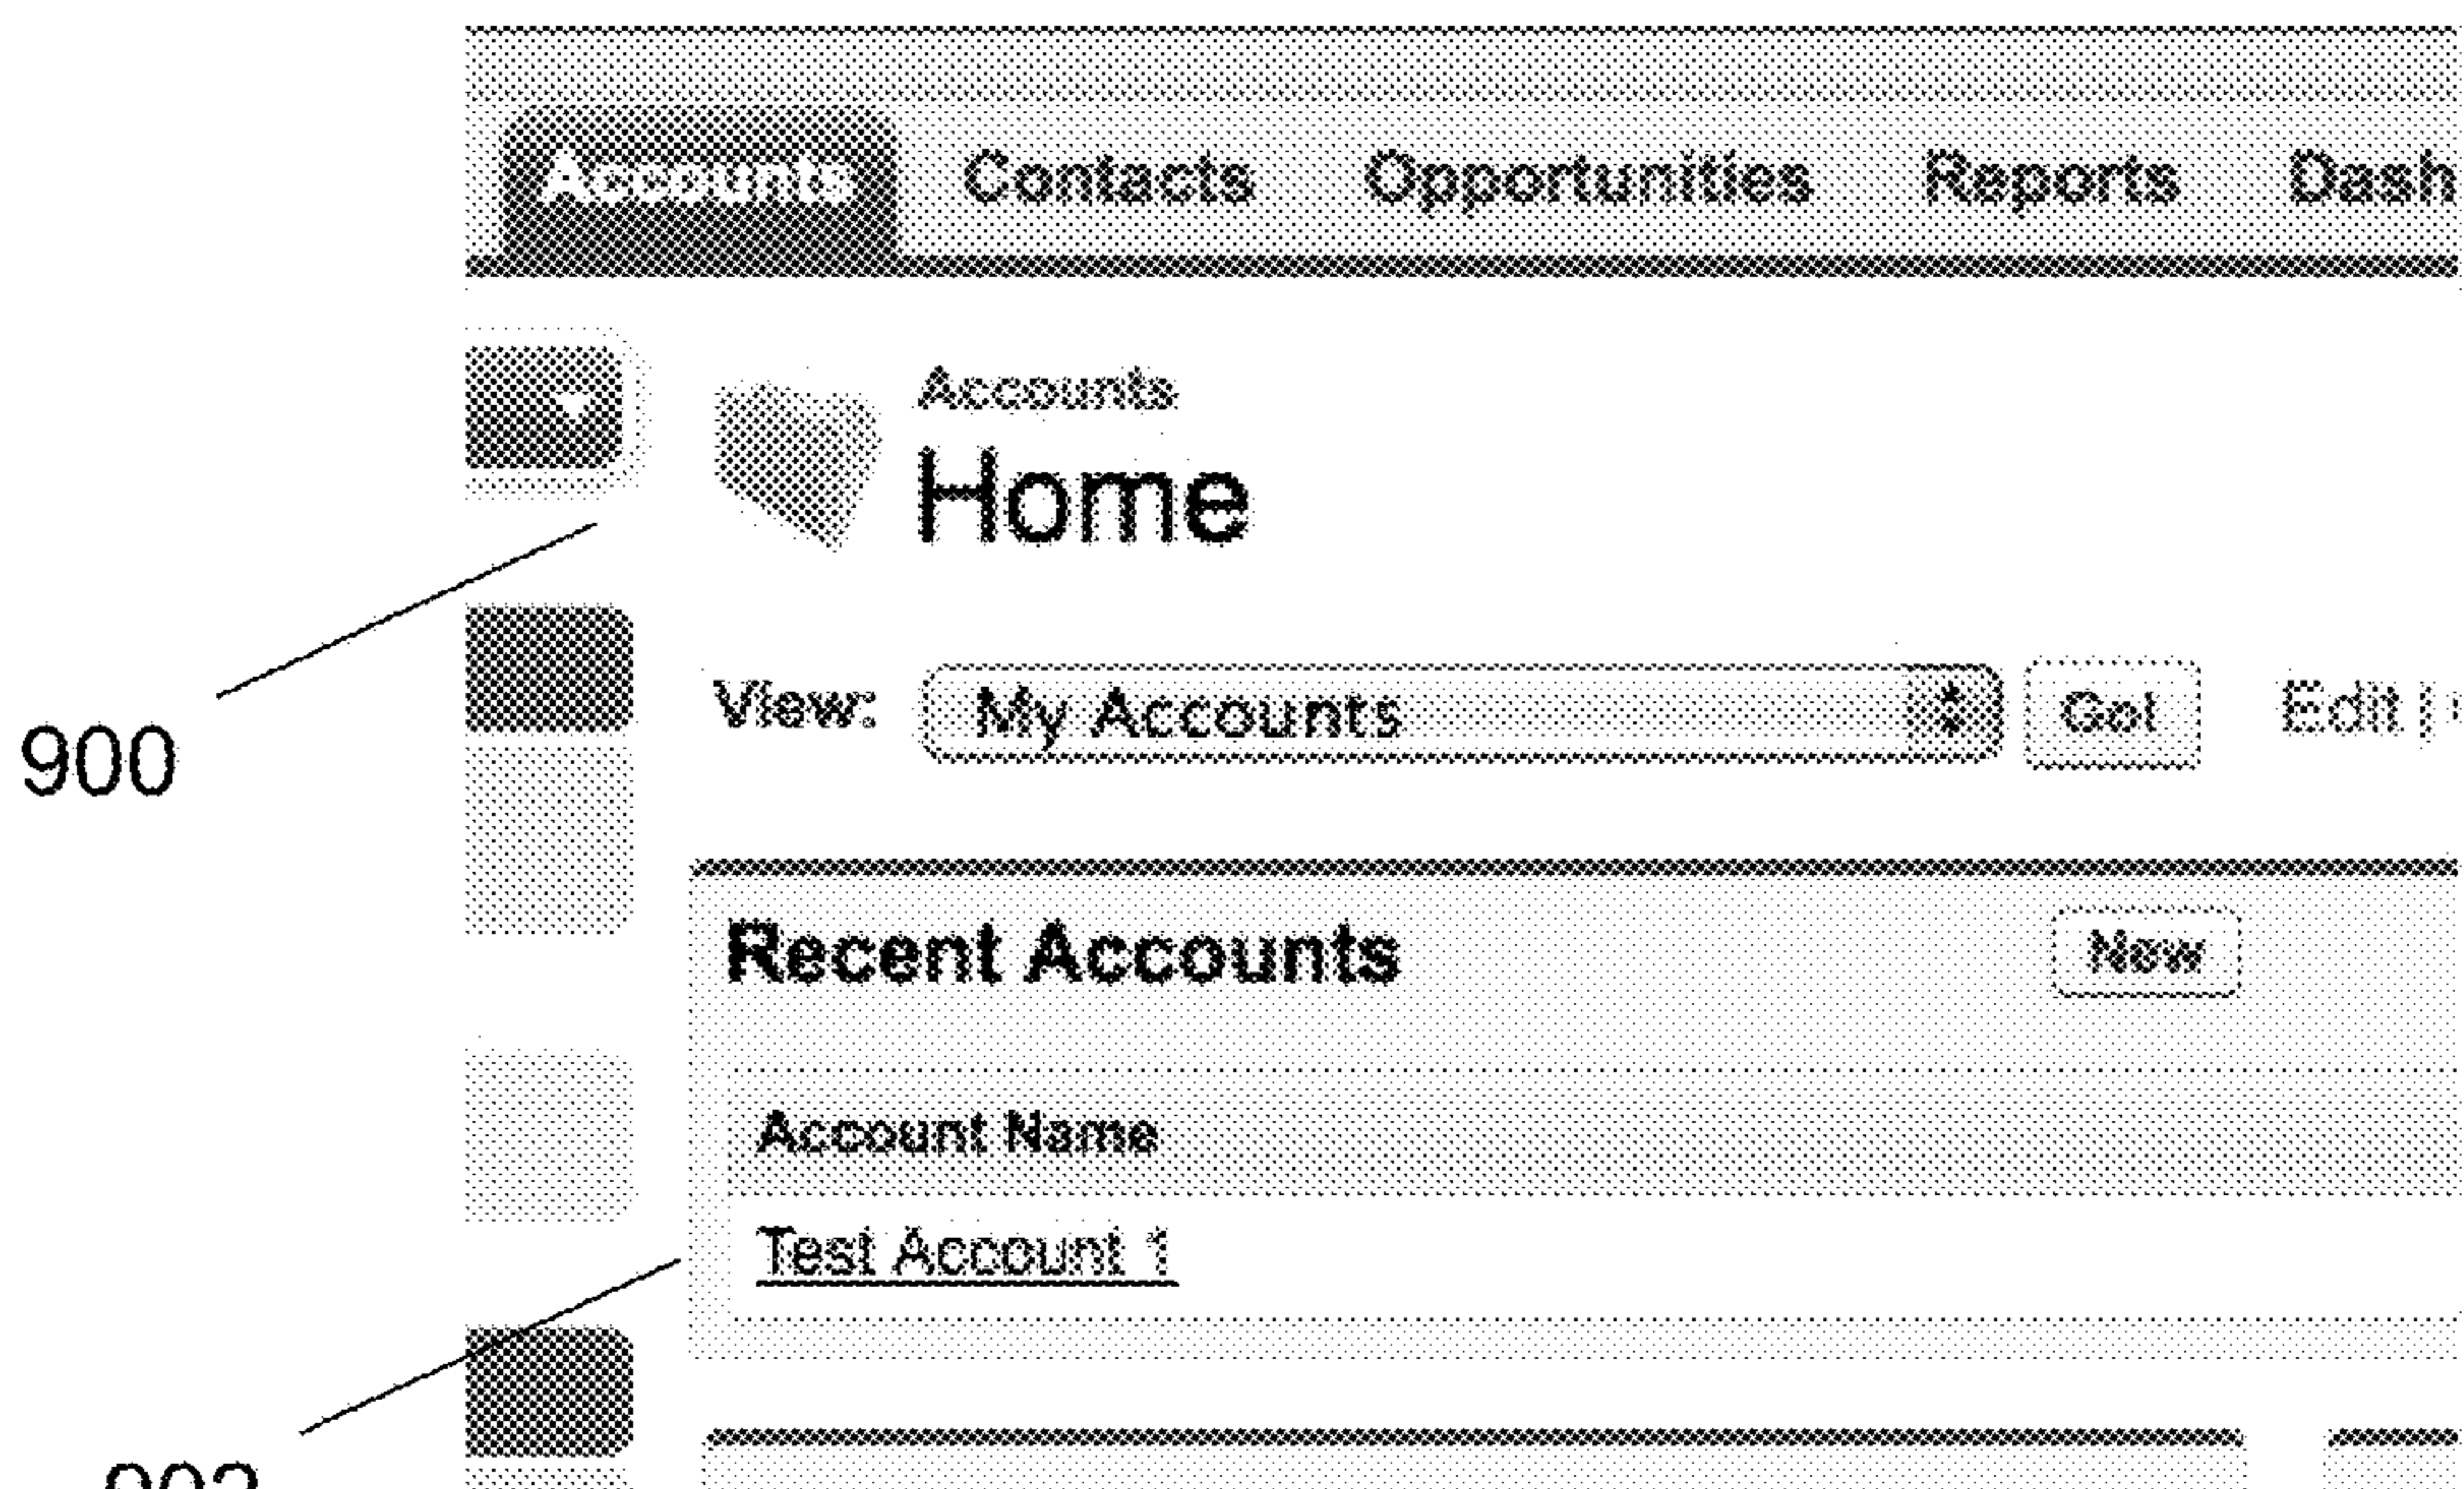 Accounts Contacts Opportunities Reports Dash
Accounts
Home
900
View: My Accounts Go! Edit |
Recent Accounts New
Account Name
Test Account 1